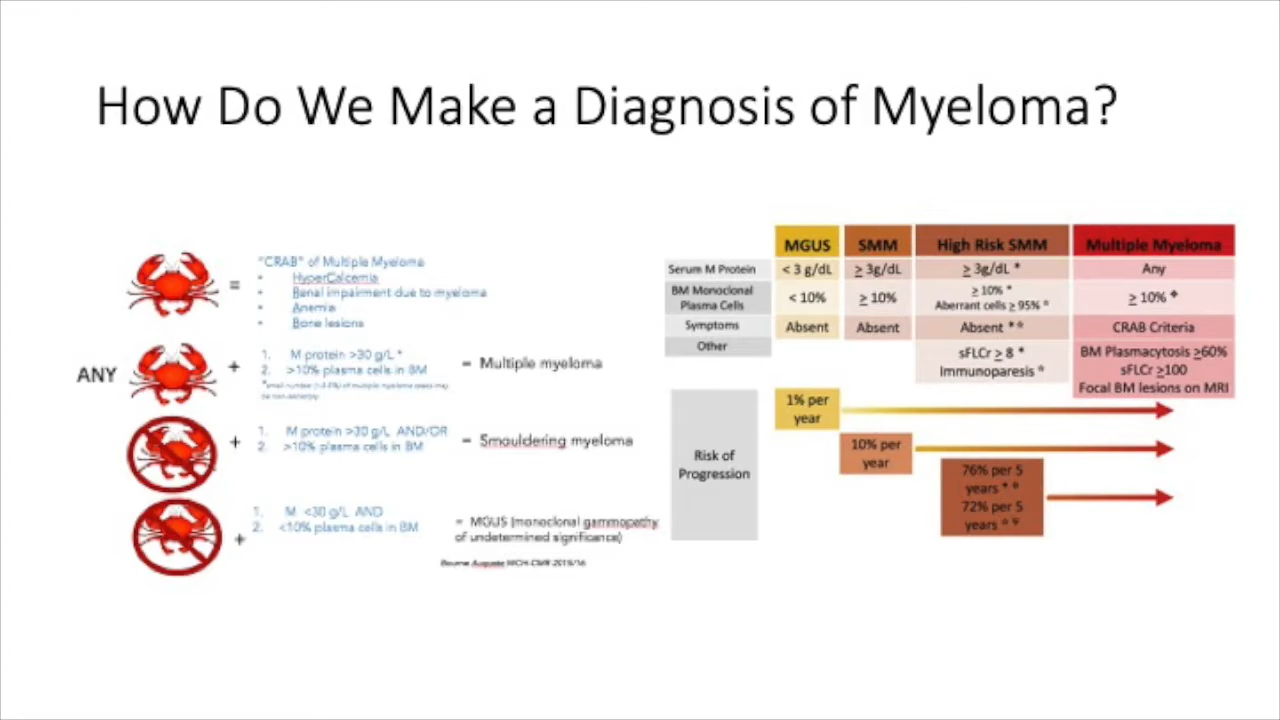 How Do We Make a Diagnosis of Myeloma?
=
"CRAB" of Multiple Myeloma
• HyperCalcemia
• Renal impairment due to myeloma
• Anemia
• Bone lesions
ANY
+
1. M protein >30 g/L *
2. >10% plasma cells in BM
= Multiple myeloma
+
1. M protein >30 g/L AND/OR
2. >10% plasma cells in BM
= Smouldering myeloma
+
1. M <30 g/L AND
2. <10% plasma cells in BM
= MGUS (monoclonal gammopathy
of undetermined significance)
MGUS SMM High Risk SMM Multiple Myeloma
Serum M Protein < 3 g/dL ≥ 3g/dL ≥ 3g/dL * Any
BM Monoclonal
Plasma Cells
< 10%
≥ 10%
≥ 10% *
Aberrant cells ≥ 95%
≥ 10%
Symptoms Absent Absent Absent CRAB Criteria
Other
sFLCr ≥ 8 *
Immunoparesis
BM Plasmacytosis ≥60%
sFLCr ≥100
Focal BM lesions on MRI
Risk of
Progression
1% per
year
10% per
year
76% per 5
years
72% per 5
years